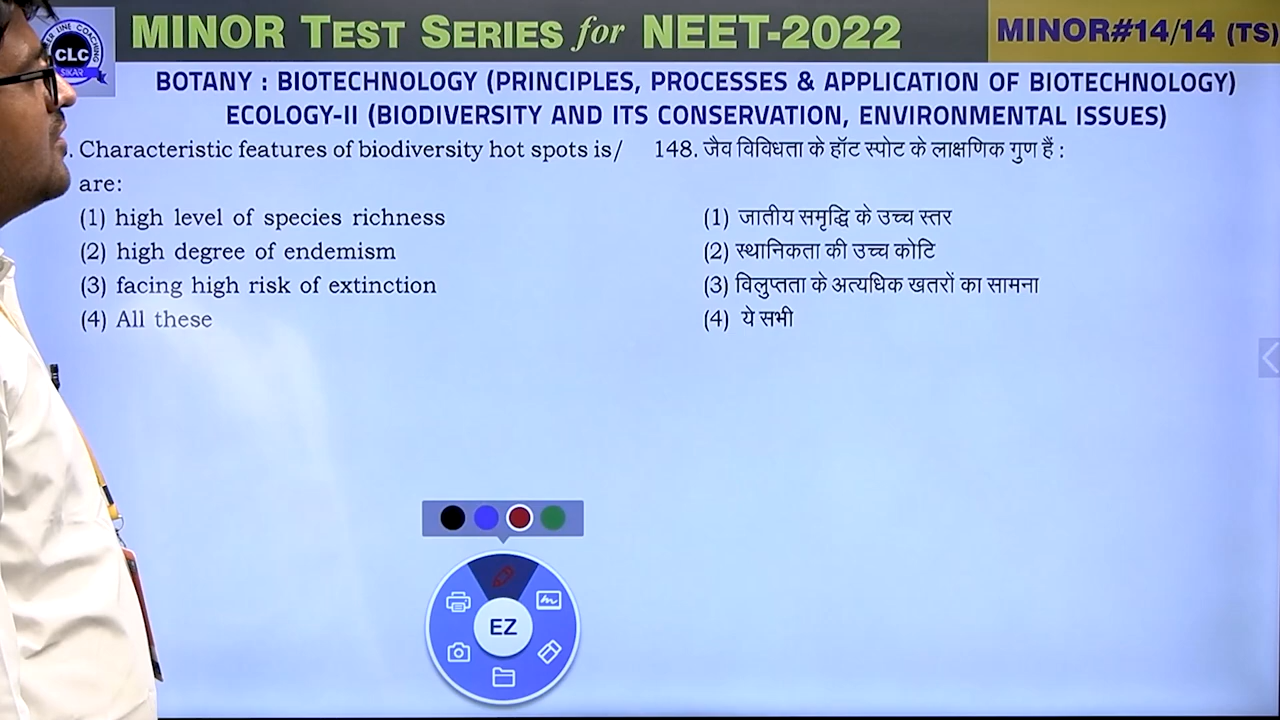 MINOR TEST SERIES for NEET-2022
MINOR#14/14 (TS)
LINE COACHING
CLC
SIKAR
BOTANY : BIOTECHNOLOGY (PRINCIPLES, PROCESSES & APPLICATION OF BIOTECHNOLOGY)
ECOLOGY-II (BIODIVERSITY AND ITS CONSERVATION, ENVIRONMENTAL ISSUES)
. Characteristic features of biodiversity hot spots is/
are:
(1) high level of species richness
(2) high degree of endemism
(3) facing high risk of extinction
(4) All these
148. जैव विविधता के हॉट स्पोट के लाक्षणिक गुण हैं :
(1) जातीय समृद्धि के उच्च स्तर
(2) स्थानिकता की उच्च कोटि
(3) विलुप्तता के अत्यधिक खतरों का सामना
(4) ये सभी
EZ